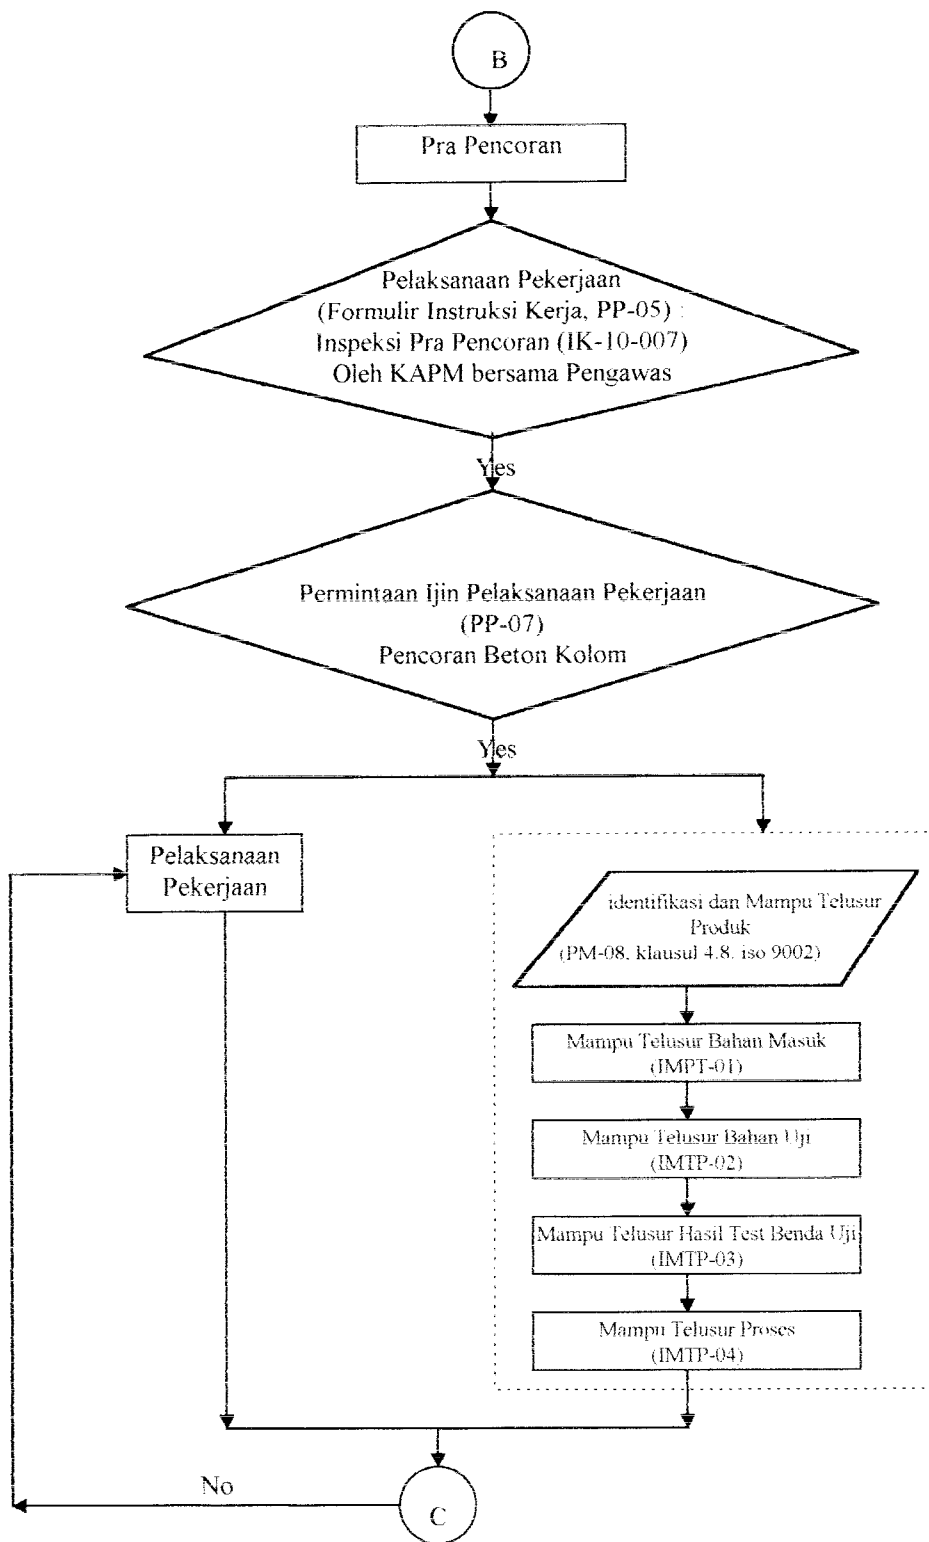 B
Pra Pencoran
Pelaksanaan Pekerjaan
(Formulir Instruksi Kerja, PP-05) :
Inspeksi Pra Pencoran (IK-10-007)
Oleh KAPM bersama Pengawas
Yes
Permintaan Ijin Pelaksanaan Pekerjaan
(PP-07)
Pencoran Beton Kolom
Yes
Pelaksanaan
Pekerjaan
identifikasi dan Mampu Telusur
Produk
(PM-08, klausul 4.8. iso 9002)
Mampu Telusur Bahan Masuk
(IMPT-01)
Mampu Telusur Bahan Uji
(IMTP-02)
Mampu Telusur Hasil Test Benda Uji
(IMTP-03)
Mampu Telusur Proses
(IMTP-04)
No
C